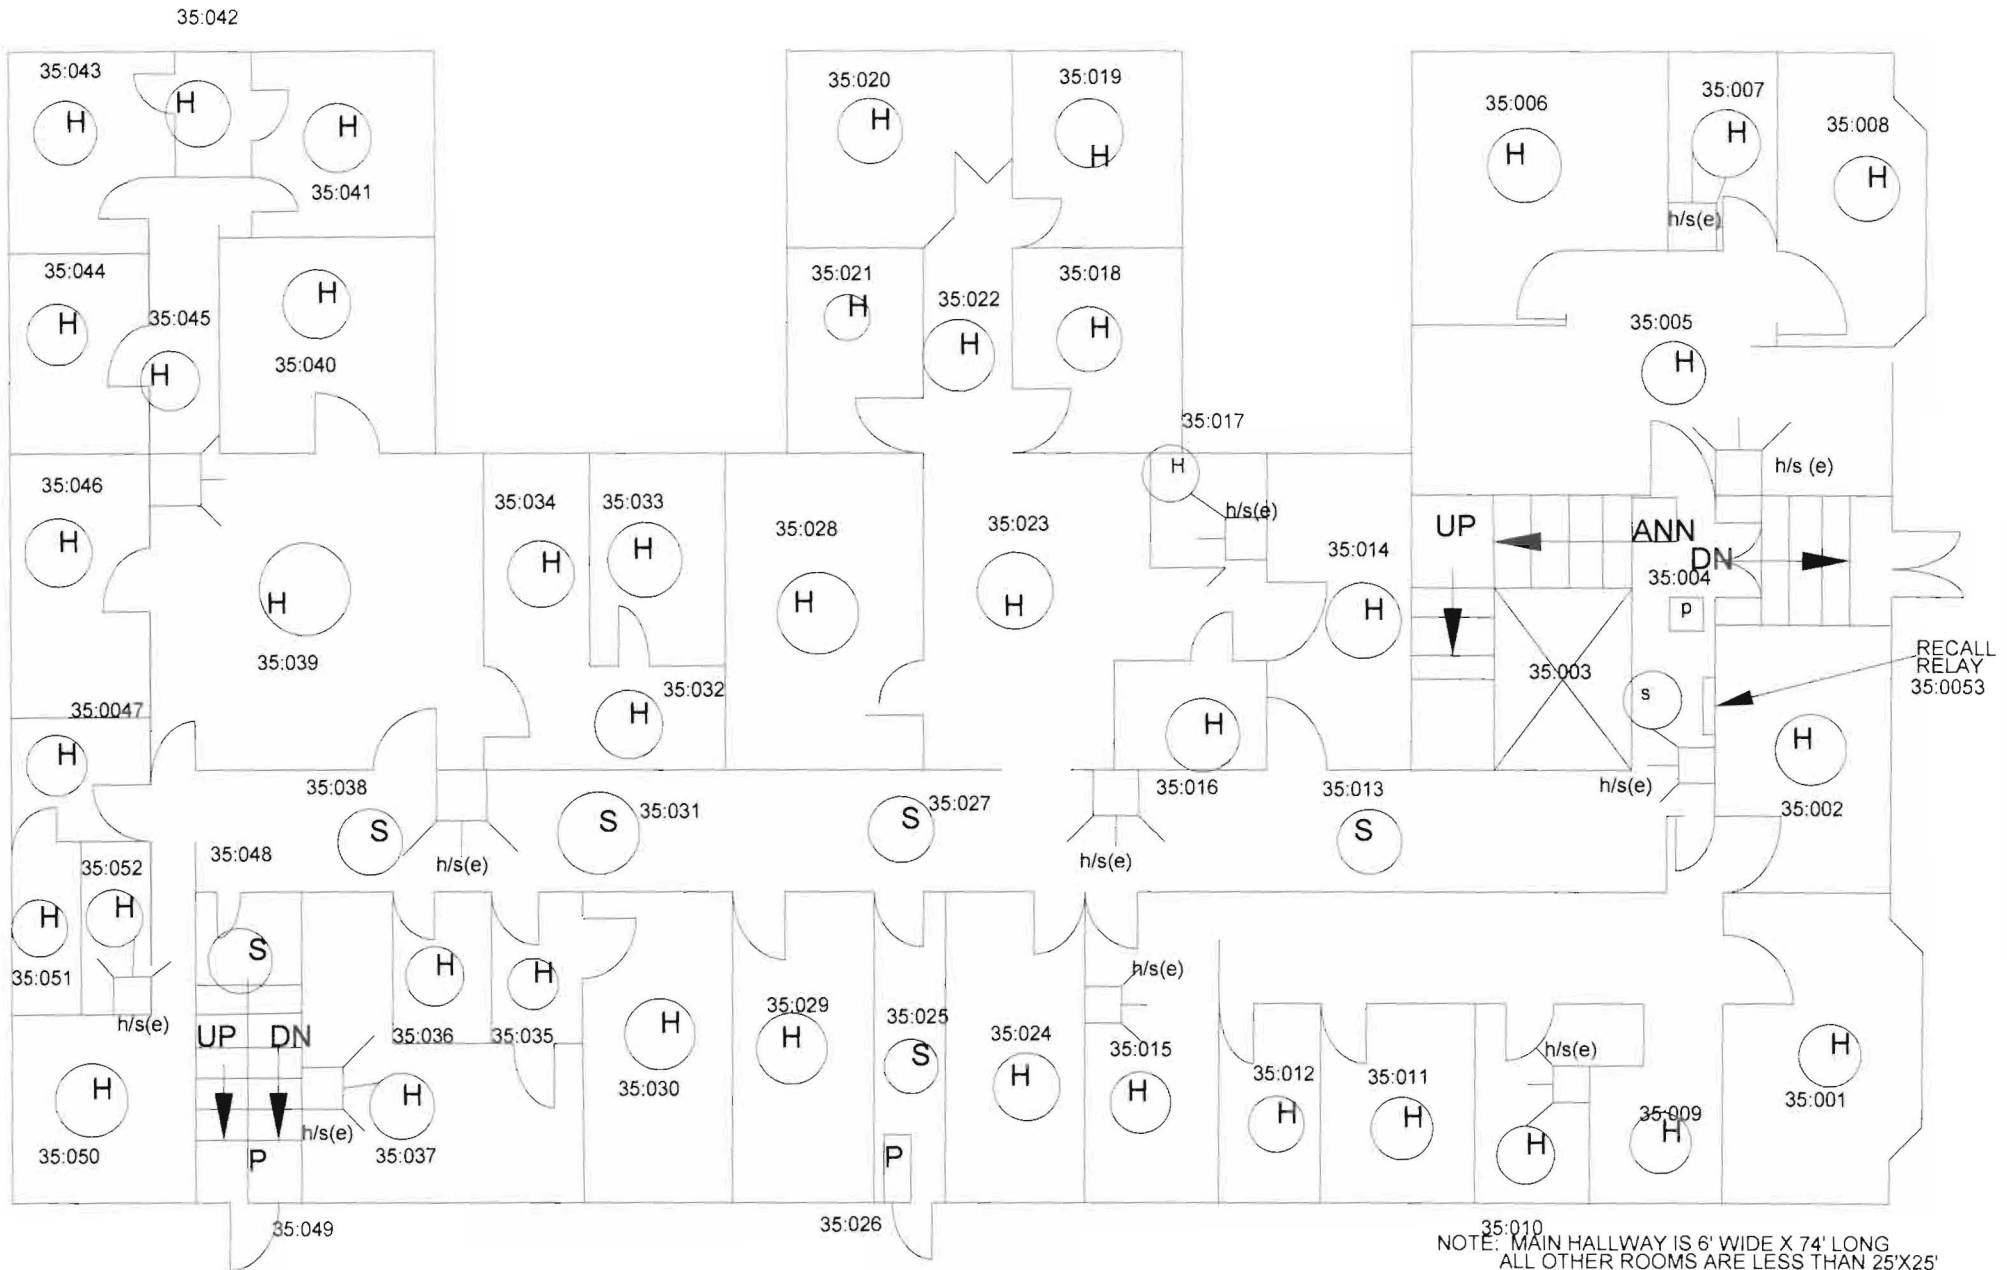 35:042
35:043
H
H
H
35:041
35:020
H
35:019
H
35:006
H
35:007
H
35:008
H
h/s(e)
35:044
H
35:045
H
H
35:040
35:021
H
35:022
H
35:018
H
35:005
H
35:017
H
h/s(e)
h/s (e)
35:046
H
35:034
H
35:033
H
35:028
H
35:023
H
35:014
H
UP
ANN
DN
35:004
p
H
35:039
35:032
H
H
35:003
s
RECALL
RELAY
35:0053
35:0047
H
H
35:002
h/s(e)
35:038
S
35:031
S
35:027
S
35:016
35:013
S
h/s(e)
h/s(e)
35:048
S
35:052
H
H
35:051
h/s(e)
UP
DN
H
35:036
H
35:035
35:029
H
H
35:030
35:025
S
35:024
H
h/s(e)
35:015
H
35:012
H
35:011
H
h/s(e)
H
35:009
H
H
35:001
H
35:050
P
h/s(e)
H
35:037
P
35:049
35:026
35:010
NOTE: MAIN HALLWAY IS 6' WIDE X 74' LONG
ALL OTHER ROOMS ARE LESS THAN 25'X25'